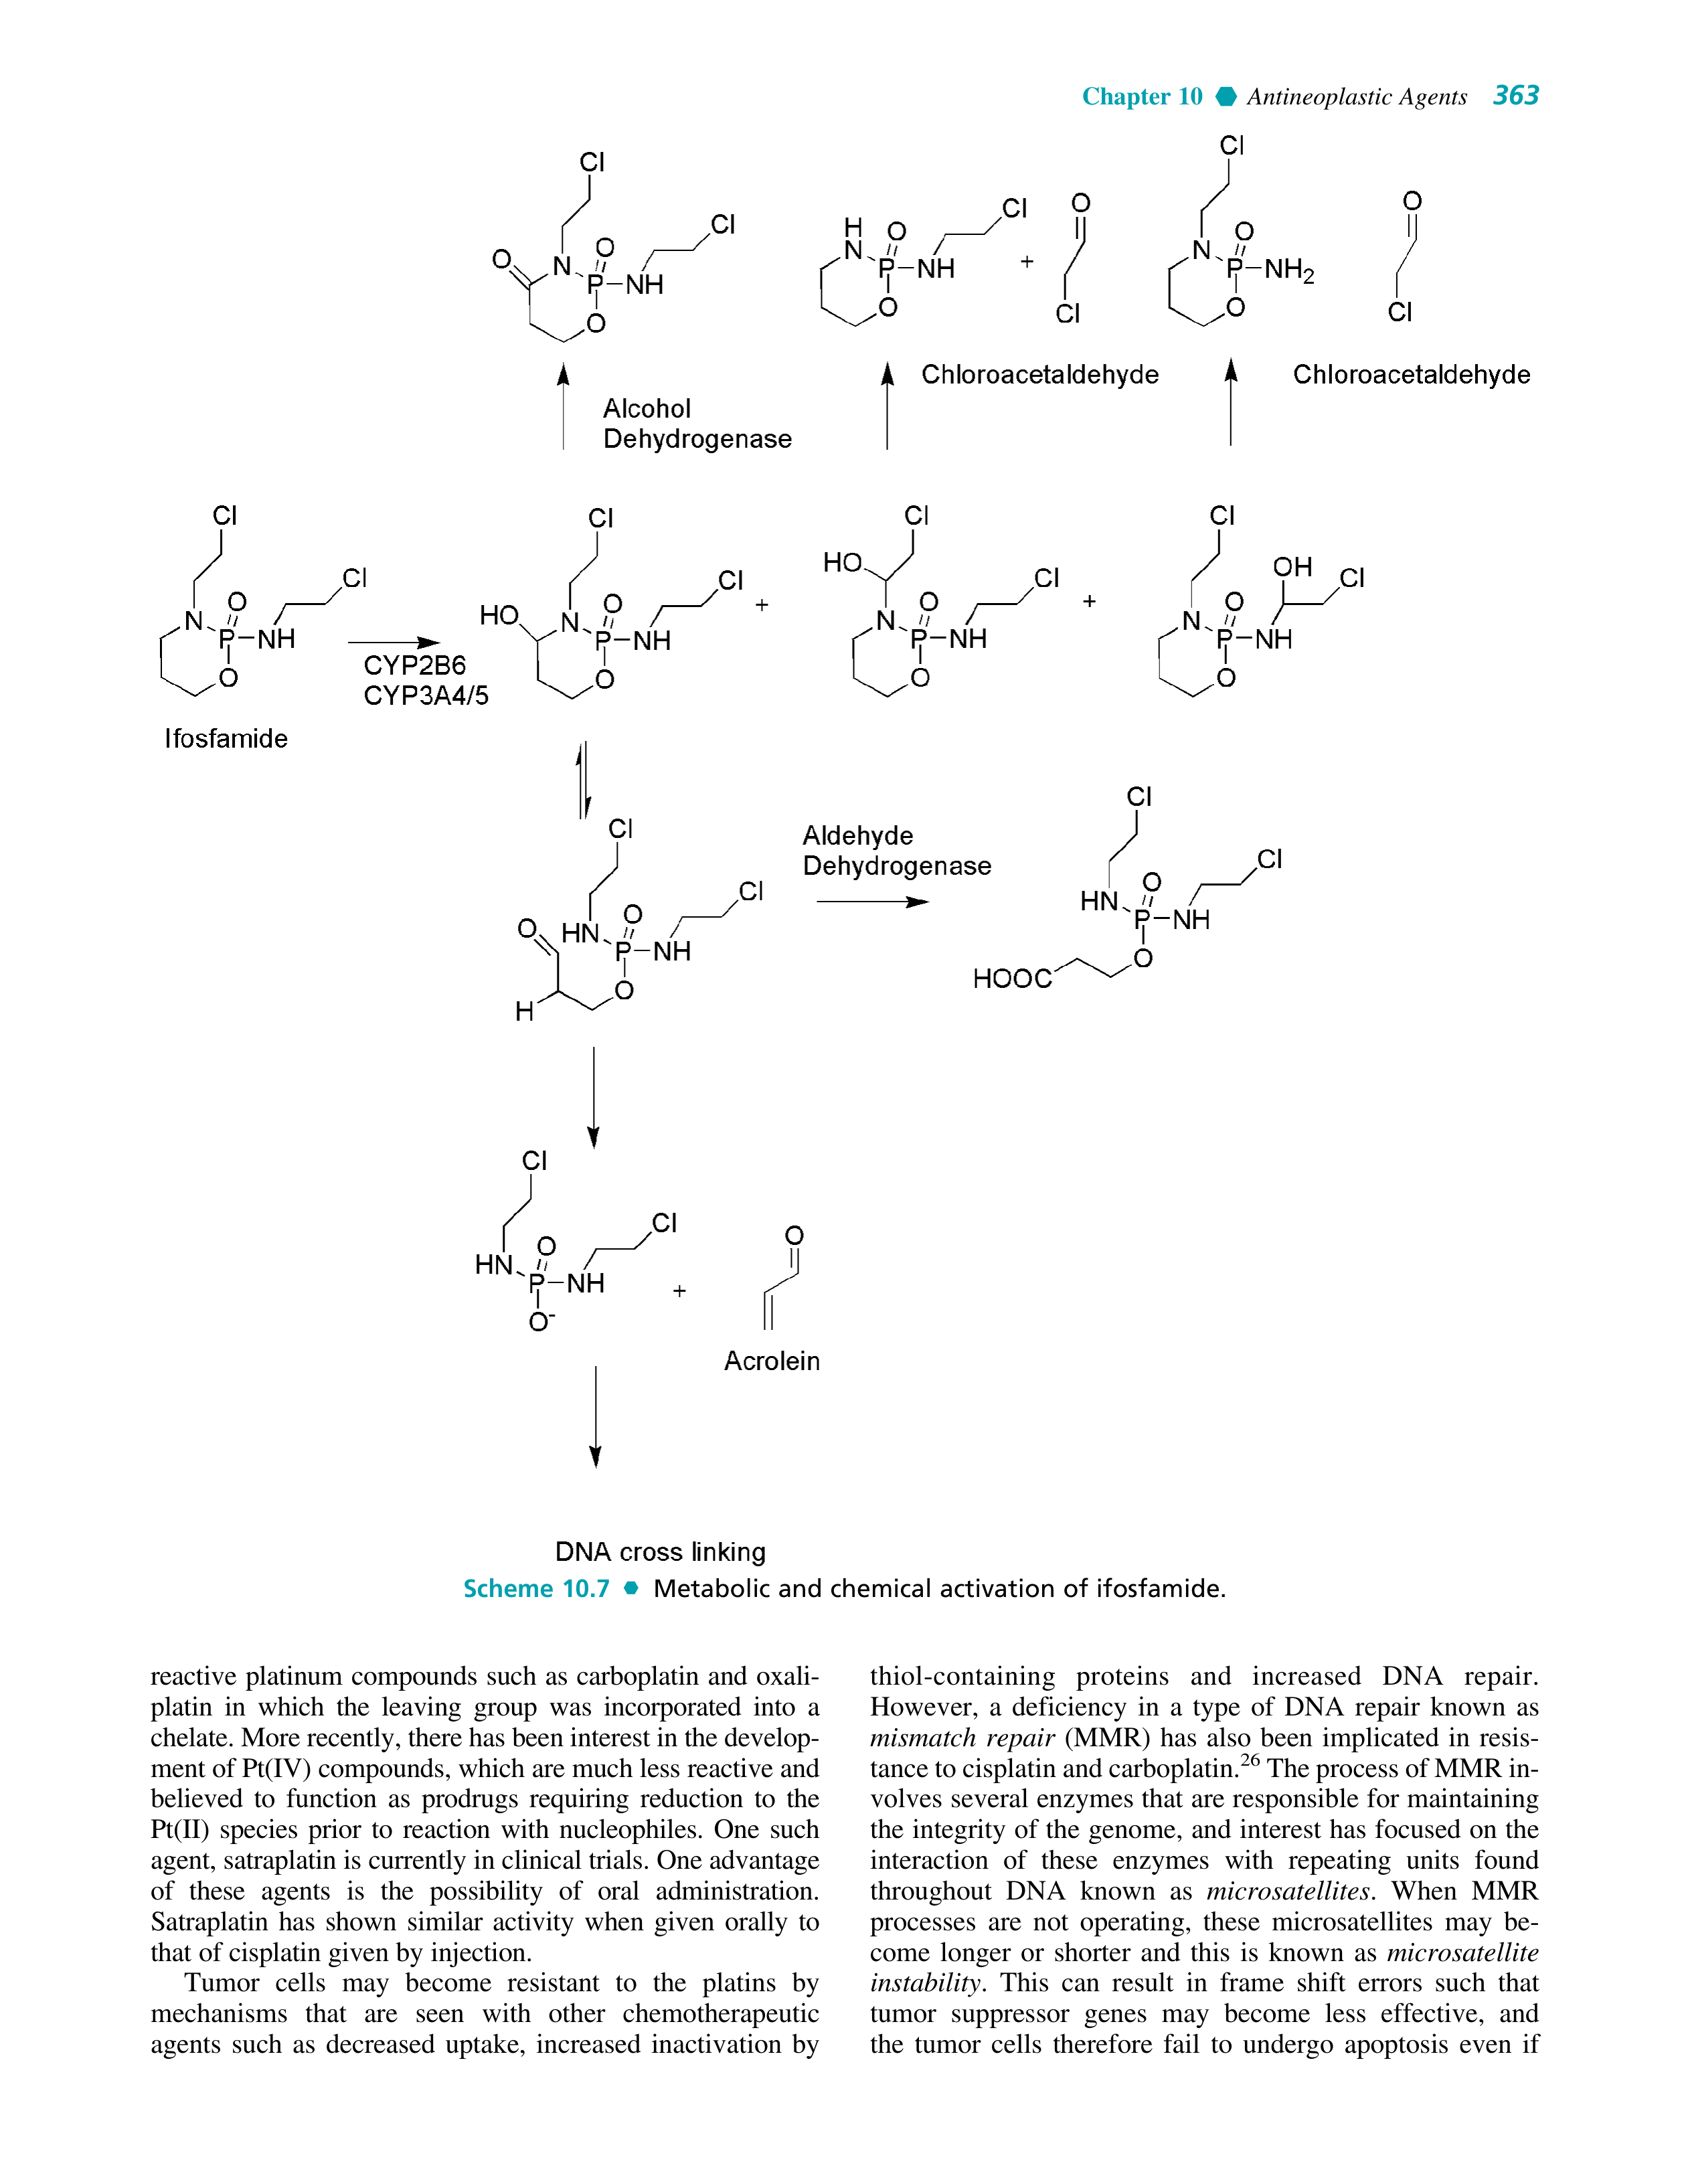 Chapter 10 ⬢ Antineoplastic Agents 363
Cl
Cl
O
N
O
P
NH
O
Cl
H
N
O
P
NH
O
+
O
Cl
Cl
N
O
P
NH2
O
O
Cl
Alcohol
Dehydrogenase
Chloroacetaldehyde
Chloroacetaldehyde
Cl
Cl
N
O
P
NH
O
Ifosfamide
CYP2B6
CYP3A4/5
Cl
Cl
HO
N
O
P
NH
O
+
Cl
HO
Cl
N
O
P
NH
O
+
Cl
OH
Cl
N
O
P
NH
O
Cl
Cl
O
HN
O
P
NH
O
H
Aldehyde
Dehydrogenase
Cl
Cl
HN
O
P
NH
O
HOOC
Cl
Cl
HN
O
P
NH
O-
+
O
Acrolein
DNA cross linking
Scheme 10.7 ⬢ Metabolic and chemical activation of ifosfamide.
reactive platinum compounds such as carboplatin and oxali-
platin in which the leaving group was incorporated into a
chelate. More recently, there has been interest in the develop-
ment of Pt(IV) compounds, which are much less reactive and
believed to function as prodrugs requiring reduction to the
Pt(II) species prior to reaction with nucleophiles. One such
agent, satraplatin is currently in clinical trials. One advantage
of these agents is the possibility of oral administration.
Satraplatin has shown similar activity when given orally to
that of cisplatin given by injection.
Tumor cells may become resistant to the platins by
mechanisms that are seen with other chemotherapeutic
agents such as decreased uptake, increased inactivation by
thiol-containing proteins and increased DNA repair.
However, a deficiency in a type of DNA repair known as
mismatch repair (MMR) has also been implicated in resis-
tance to cisplatin and carboplatin.26 The process of MMR in-
volves several enzymes that are responsible for maintaining
the integrity of the genome, and interest has focused on the
interaction of these enzymes with repeating units found
throughout DNA known as microsatellites. When MMR
processes are not operating, these microsatellites may be-
come longer or shorter and this is known as microsatellite
instability. This can result in frame shift errors such that
tumor suppressor genes may become less effective, and
the tumor cells therefore fail to undergo apoptosis even if